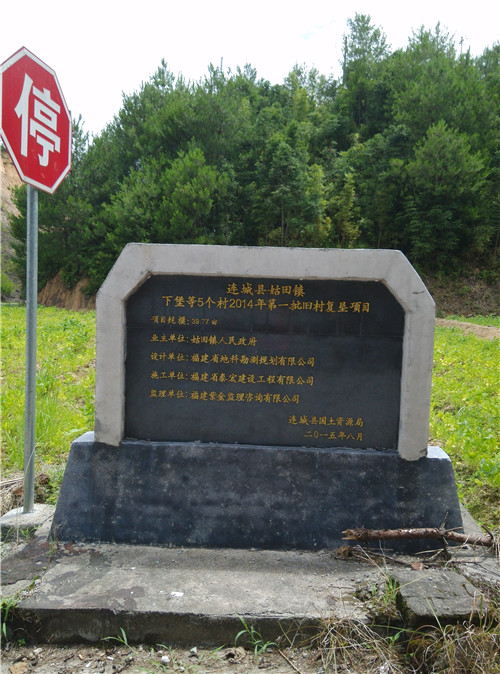 停
连城县姑田镇
下堡等5个村2014年第一批旧村复垦项目
项目规模：39.77亩
业主单位：姑田镇人民政府
设计单位：福建省地科勘测规划有限公司
施工单位：福建省泰宏建设工程有限公司
监理单位：福建紫金监理咨询有限公司
连城县国土资源局
二〇一五年八月